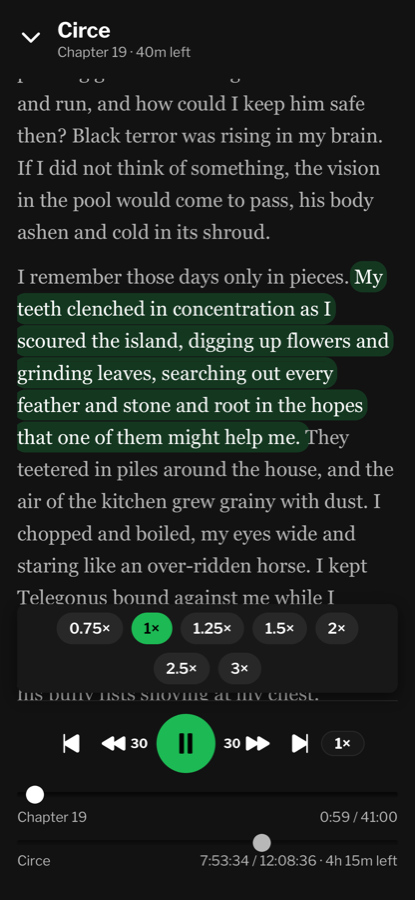 Circe
Chapter 19 · 40m left
and run, and how could I keep him safe
then? Black terror was rising in my brain.
If I did not think of something, the vision
in the pool would come to pass, his body
ashen and cold in its shroud.
I remember those days only in pieces. My
teeth clenched in concentration as I
scoured the island, digging up flowers and
grinding leaves, searching out every
feather and stone and root in the hopes
that one of them might help me. They
teetered in piles around the house, and the
air of the kitchen grew grainy with dust. I
chopped and boiled, my eyes wide and
staring like an over-ridden horse. I kept
Telegonus bound against me while I
0.75×
1×
1.25×
1.5×
2×
2.5×
3×
his puffy fists shoving at my chest.
30
30
1×
Chapter 19
0:59 / 41:00
Circe
7:53:34 / 12:08:36 · 4h 15m left